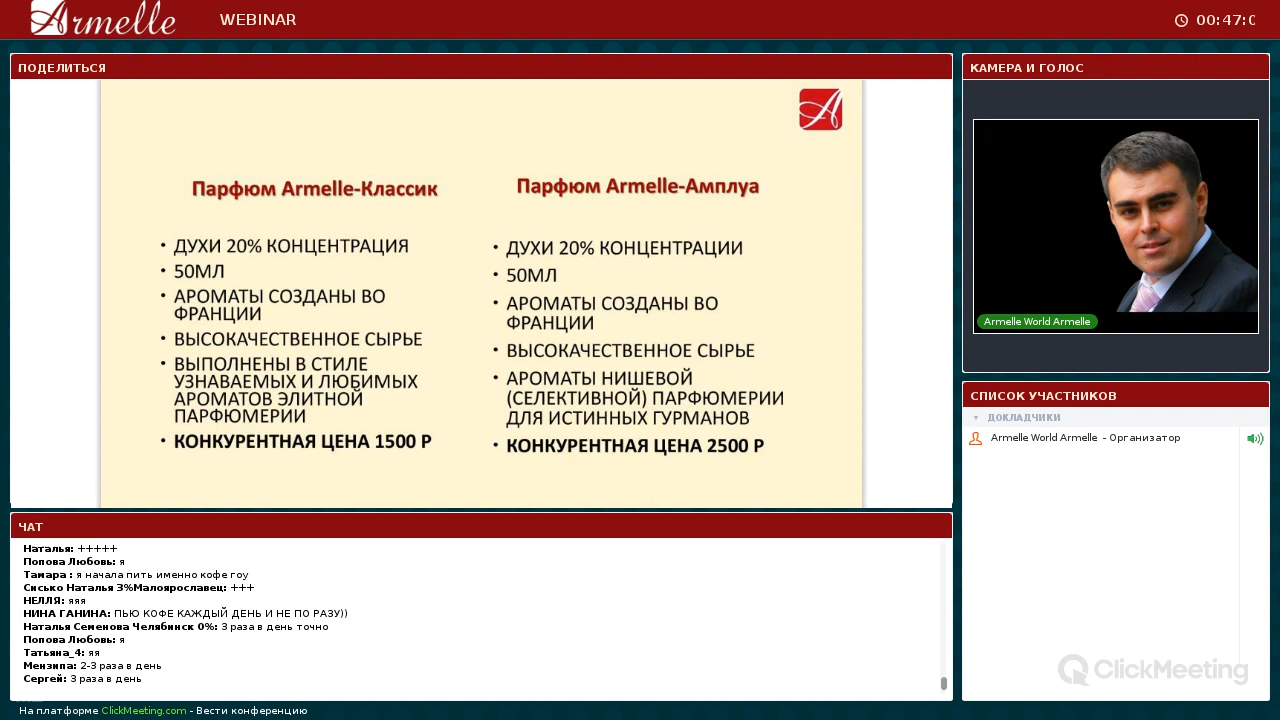 Armelle
WEBINAR
ПОДЕЛИТЬСЯ
A
Парфюм Armelle-Классик
• ДУХИ 20% КОНЦЕНТРАЦИЯ
• 50МЛ
• АРОМАТЫ СОЗДАНЫ ВО
ФРАНЦИИ
• ВЫСОКАЧЕСТВЕННОЕ СЫРЬЕ
• ВЫПОЛНЕНЫ В СТИЛЕ
УЗНАВАЕМЫХ И ЛЮБИМЫХ
АРОМАТОВ ЭЛИТНОЙ
ПАРФЮМЕРИИ
• КОНКУРЕНТНАЯ ЦЕНА 1500 Р
Парфюм Armelle-Амплуа
• ДУХИ 20% КОНЦЕНТРАЦИИ
• 50МЛ
• АРОМАТЫ СОЗДАНЫ ВО
ФРАНЦИИ
• ВЫСОКАЧЕСТВЕННОЕ СЫРЬЕ
• АРОМАТЫ НИШЕВОЙ
(СЕЛЕКТИВНОЙ) ПАРФЮМЕРИИ
ДЛЯ ИСТИННЫХ ГУРМАНОВ
• КОНКУРЕНТНАЯ ЦЕНА 2500 Р
ЧАТ
Наталья: +++++
Попова Любовь: я
Тамара : я начала пить именно кофе гоу
Сисько Наталья 3%Малоярославец: +++
НЕЛЛЯ: яяя
НИНА ГАНИНА: ПЬЮ КОФЕ КАЖДЫЙ ДЕНЬ И НЕ ПО РАЗУ))
Наталья Семенова Челябинск 0%: 3 раза в день точно
Попова Любовь: я
Татьяна_4: яя
Мензипа: 2-3 раза в день
Сергей: 3 раза в день
На платформе ClickMeeting.com - Вести конференцию
КАМЕРА И ГОЛОС
Armelle World Armelle
СПИСОК УЧАСТНИКОВ
ДОКЛАДЧИКИ
Armelle World Armelle - Организатор
ClickMeeting